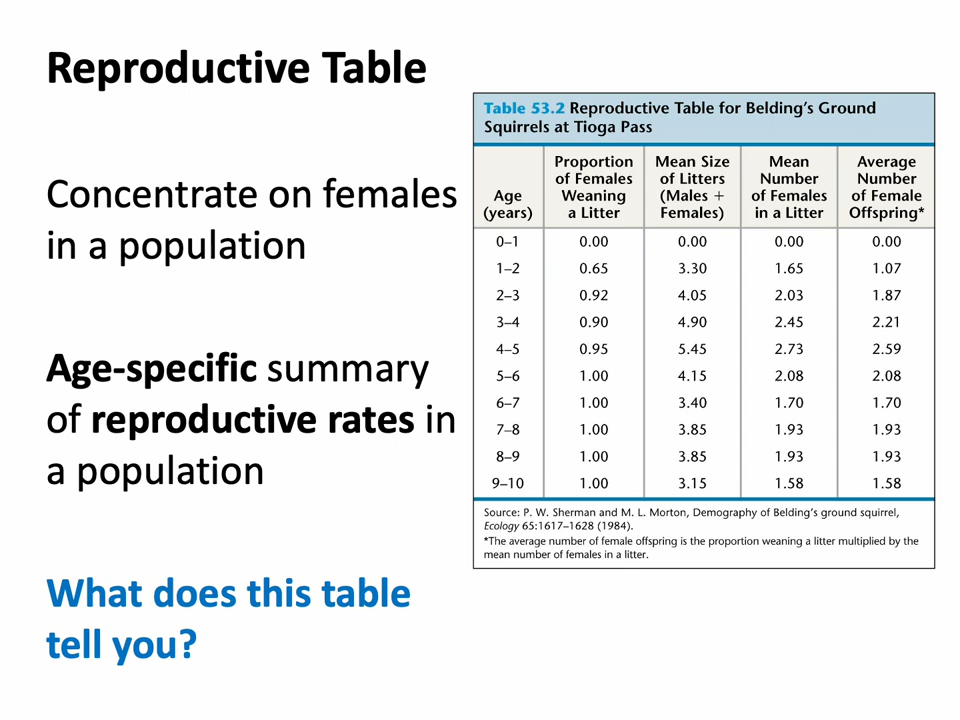 Reproductive Table
Concentrate on females
in a population
Age-specific summary
of reproductive rates in
a population
What does this table
tell you?
Table 53.2 Reproductive Table for Belding's Ground
Squirrels at Tioga Pass
Age
(years)
Proportion
of Females
Weaning
a Litter
Mean Size
of Litters
(Males +
Females)
Mean
Number
of Females
in a Litter
Average
Number
of Female
Offspring*
0–1 0.00 0.00 0.00 0.00
1–2 0.65 3.30 1.65 1.07
2–3 0.92 4.05 2.03 1.87
3–4 0.90 4.90 2.45 2.21
4–5 0.95 5.45 2.73 2.59
5–6 1.00 4.15 2.08 2.08
6–7 1.00 3.40 1.70 1.70
7–8 1.00 3.85 1.93 1.93
8–9 1.00 3.85 1.93 1.93
9–10 1.00 3.15 1.58 1.58
Source: P. W. Sherman and M. L. Morton, Demography of Belding's ground squirrel,
Ecology 65:1617–1628 (1984).
*The average number of female offspring is the proportion weaning a litter multiplied by the
mean number of females in a litter.